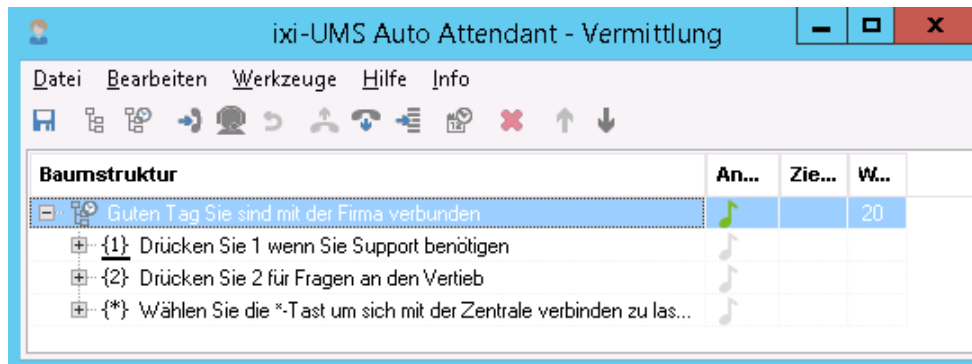 ixi-UMS Auto Attendant - Vermittlung
Datei Bearbeiten Werkzeuge Hilfe Info
Baumstruktur An... Zie... W...
Guten Tag Sie sind mit der Firma verbunden 20
{1} Drücken Sie 1 wenn Sie Support benötigen
{2} Drücken Sie 2 für Fragen an den Vertieb
{*} Wählen Sie die *-Tast um sich mit der Zentrale verbinden zu las...